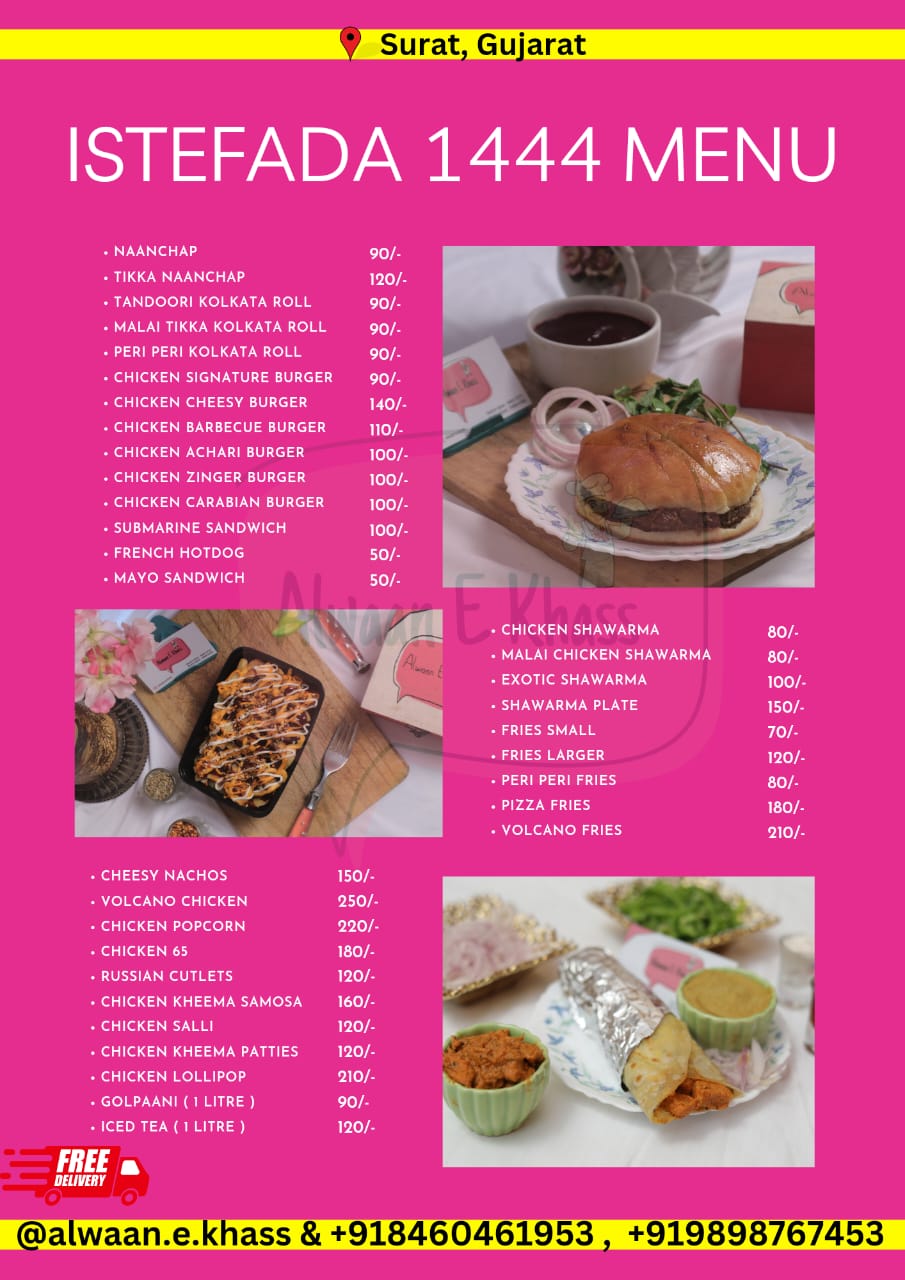 Surat, Gujarat
ISTEFADA 1444 MENU
• NAANCHAP 90/-
• TIKKA NAANCHAP 120/-
• TANDOORI KOLKATA ROLL 90/-
• MALAI TIKKA KOLKATA ROLL 90/-
• PERI PERI KOLKATA ROLL 90/-
• CHICKEN SIGNATURE BURGER 90/-
• CHICKEN CHEESY BURGER 140/-
• CHICKEN BARBECUE BURGER 110/-
• CHICKEN ACHARI BURGER 100/-
• CHICKEN ZINGER BURGER 100/-
• CHICKEN CARABIAN BURGER 100/-
• SUBMARINE SANDWICH 100/-
• FRENCH HOTDOG 50/-
• MAYO SANDWICH 50/-
Alwaan E Khass
• CHICKEN SHAWARMA 80/-
• MALAI CHICKEN SHAWARMA 80/-
• EXOTIC SHAWARMA 100/-
• SHAWARMA PLATE 150/-
• FRIES SMALL 70/-
• FRIES LARGER 120/-
• PERI PERI FRIES 80/-
• PIZZA FRIES 180/-
• VOLCANO FRIES 210/-
• CHEESY NACHOS 150/-
• VOLCANO CHICKEN 250/-
• CHICKEN POPCORN 220/-
• CHICKEN 65 180/-
• RUSSIAN CUTLETS 120/-
• CHICKEN KHEEMA SAMOSA 160/-
• CHICKEN SALLI 120/-
• CHICKEN KHEEMA PATTIES 120/-
• CHICKEN LOLLIPOP 210/-
• GOLPAANI ( 1 LITRE ) 90/-
• ICED TEA ( 1 LITRE ) 120/-
FREE
DELIVERY
@alwaan.e.khass & +918460461953 , +919898767453